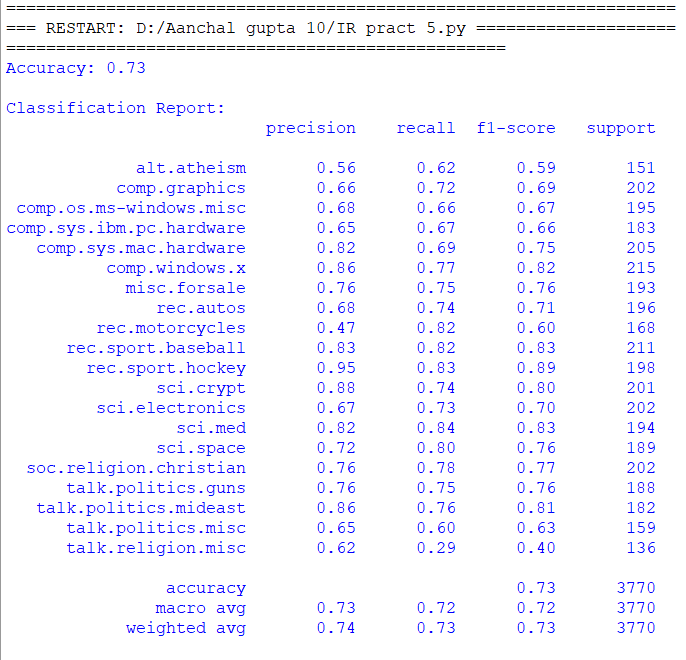 ===================================================================
=== RESTART: D:/Aanchal gupta 10/IR pract 5.py ====================
==================================================
Accuracy: 0.73
Classification Report:
                          precision    recall  f1-score   support
             alt.atheism       0.56      0.62      0.59       151
           comp.graphics       0.66      0.72      0.69       202
 comp.os.ms-windows.misc       0.68      0.66      0.67       195
comp.sys.ibm.pc.hardware       0.65      0.67      0.66       183
   comp.sys.mac.hardware       0.82      0.69      0.75       205
          comp.windows.x       0.86      0.77      0.82       215
            misc.forsale       0.76      0.75      0.76       193
               rec.autos       0.68      0.74      0.71       196
         rec.motorcycles       0.47      0.82      0.60       168
      rec.sport.baseball       0.83      0.82      0.83       211
        rec.sport.hockey       0.95      0.83      0.89       198
               sci.crypt       0.88      0.74      0.80       201
         sci.electronics       0.67      0.73      0.70       202
                 sci.med       0.82      0.84      0.83       194
               sci.space       0.72      0.80      0.76       189
  soc.religion.christian       0.76      0.78      0.77       202
      talk.politics.guns       0.76      0.75      0.76       188
   talk.politics.mideast       0.86      0.76      0.81       182
      talk.politics.misc       0.65      0.60      0.63       159
      talk.religion.misc       0.62      0.29      0.40       136
                accuracy                           0.73      3770
               macro avg       0.73      0.72      0.72      3770
            weighted avg       0.74      0.73      0.73      3770